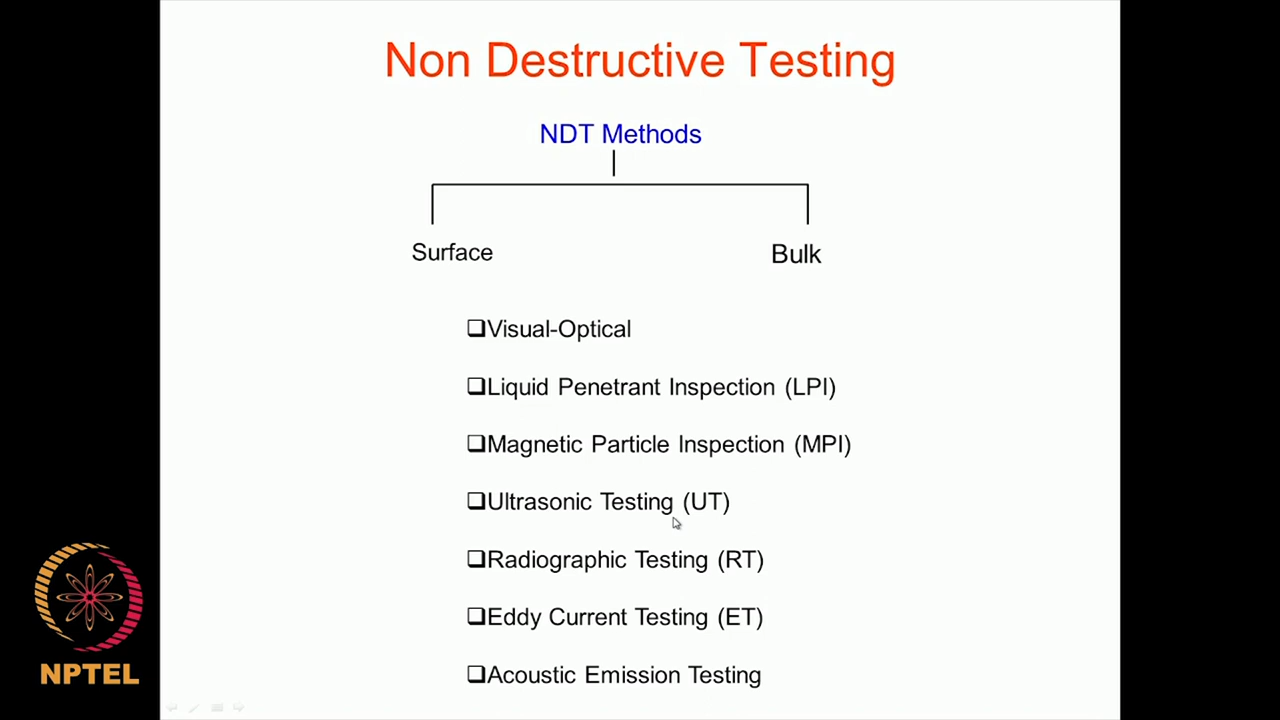 Non Destructive Testing
NDT Methods
Surface
Bulk
❑Visual-Optical
❑Liquid Penetrant Inspection (LPI)
❑Magnetic Particle Inspection (MPI)
❑Ultrasonic Testing (UT)
❑Radiographic Testing (RT)
❑Eddy Current Testing (ET)
❑Acoustic Emission Testing
NPTEL